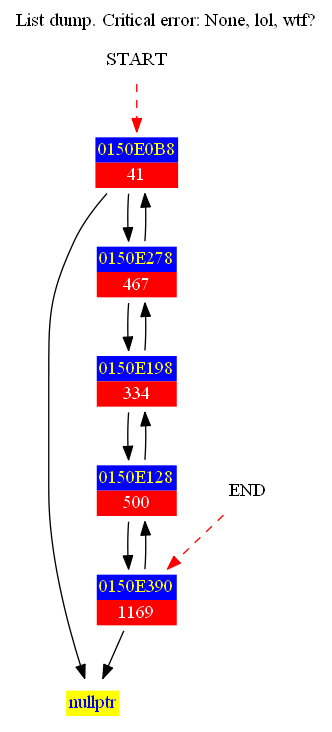 List dump. Critical error: None, lol, wtf?
START
0150E0B8
41
0150E278
467
0150E198
334
0150E128
500
END
0150E390
1169
nullptr